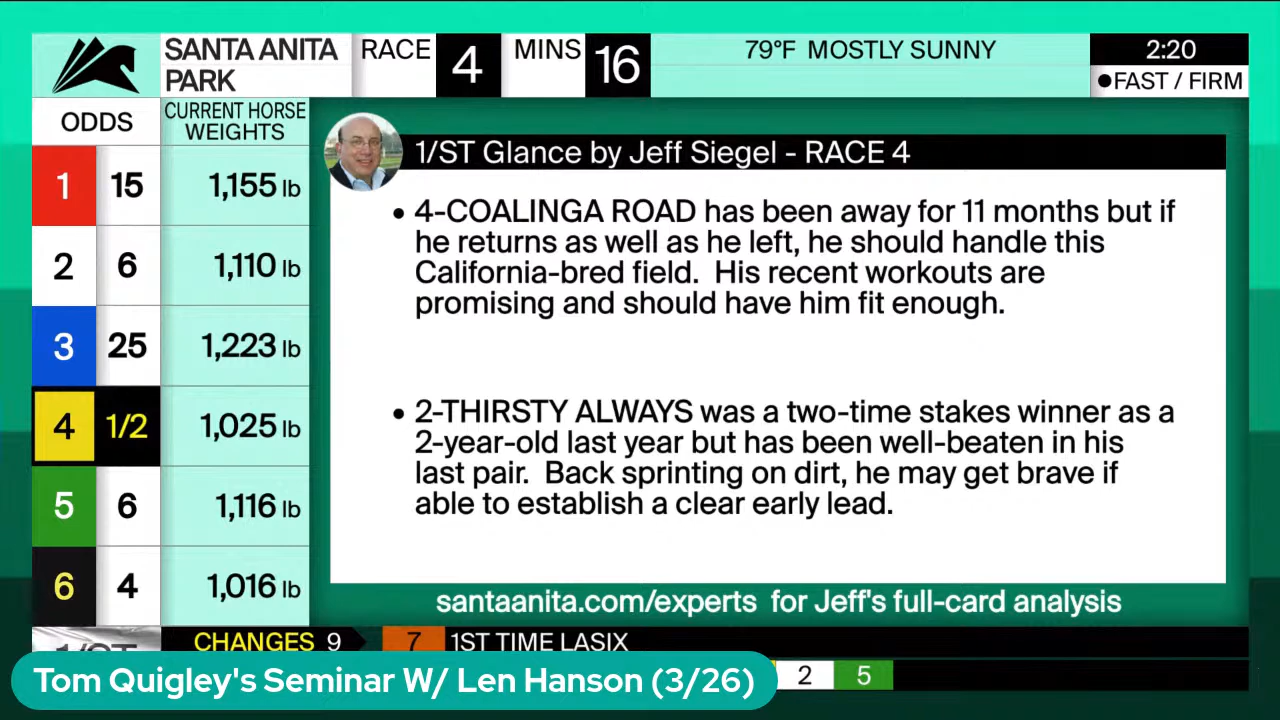 SANTA ANITA
PARK
RACE 4
MINS 16
79°F MOSTLY SUNNY
2:20
FAST / FIRM
ODDS
CURRENT HORSE
WEIGHTS
1 15 1,155 lb
2 6 1,110 lb
3 25 1,223 lb
4 1/2 1,025 lb
5 6 1,116 lb
6 4 1,016 lb
1/ST Glance by Jeff Siegel - RACE 4
• 4-COALINGA ROAD has been away for 11 months but if
he returns as well as he left, he should handle this
California-bred field. His recent workouts are
promising and should have him fit enough.
• 2-THIRSTY ALWAYS was a two-time stakes winner as a
2-year-old last year but has been well-beaten in his
last pair. Back sprinting on dirt, he may get brave if
able to establish a clear early lead.
santaanita.com/experts for Jeff's full-card analysis
1/ST
CHANGES 9
7 1ST TIME LASIX
Tom Quigley's Seminar W/ Len Hanson (3/26)
2 5